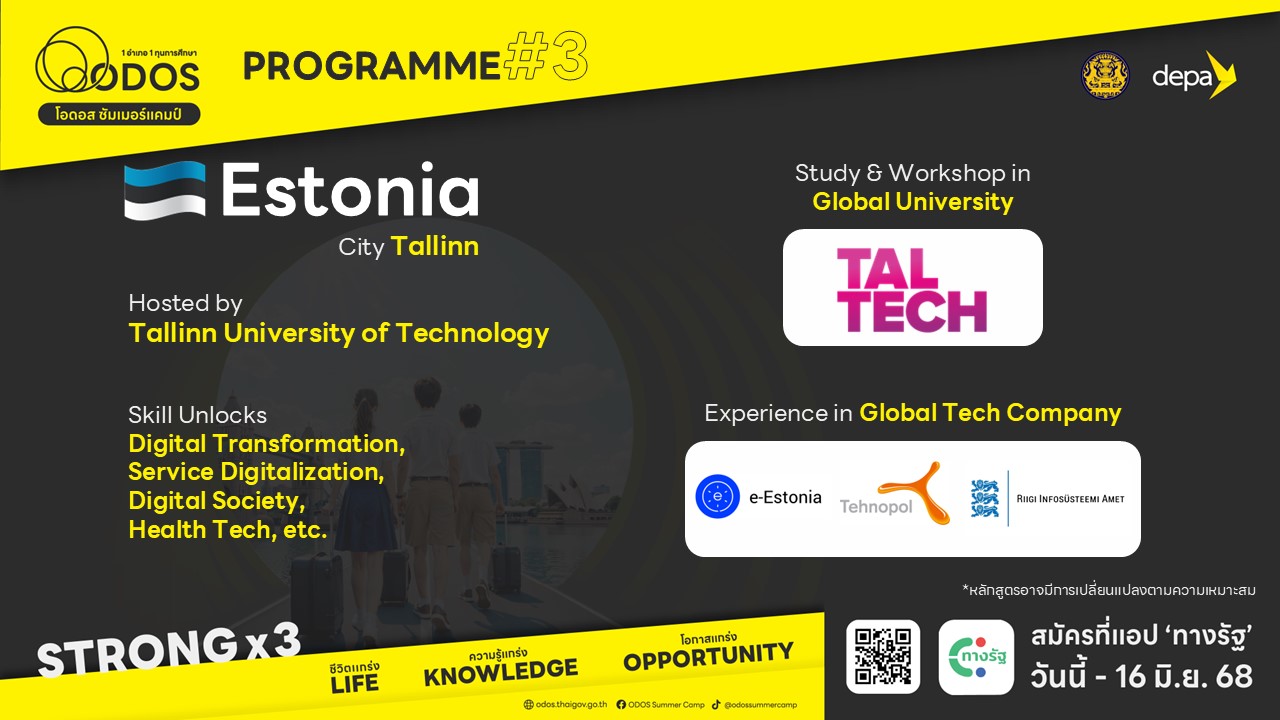 1 อำเภอ 1 ทุนการศึกษา
ODOS
โอดอส ซัมเมอร์แคมป์
PROGRAMME #3
depa
Estonia
City Tallinn
Hosted by
Tallinn University of Technology
Skill Unlocks
Digital Transformation,
Service Digitalization,
Digital Society,
Health Tech, etc.
Study & Workshop in
Global University
TAL
TECH
Experience in Global Tech Company
e
e-Estonia
Tehnopol
RIIGI INFOSÜSTEEMI AMET
*หลักสูตรอาจมีการเปลี่ยนแปลงตามความเหมาะสม
STRONG x 3
ชีวิตแกร่ง
LIFE
ความรู้แกร่ง
KNOWLEDGE
โอกาสแกร่ง
OPPORTUNITY
odos.thaigov.go.th ODOS Summer Camp @odossummercamp
ทางรัฐ
สมัครที่แอป ‘ทางรัฐ’
วันนี้ - 16 มิ.ย. 68